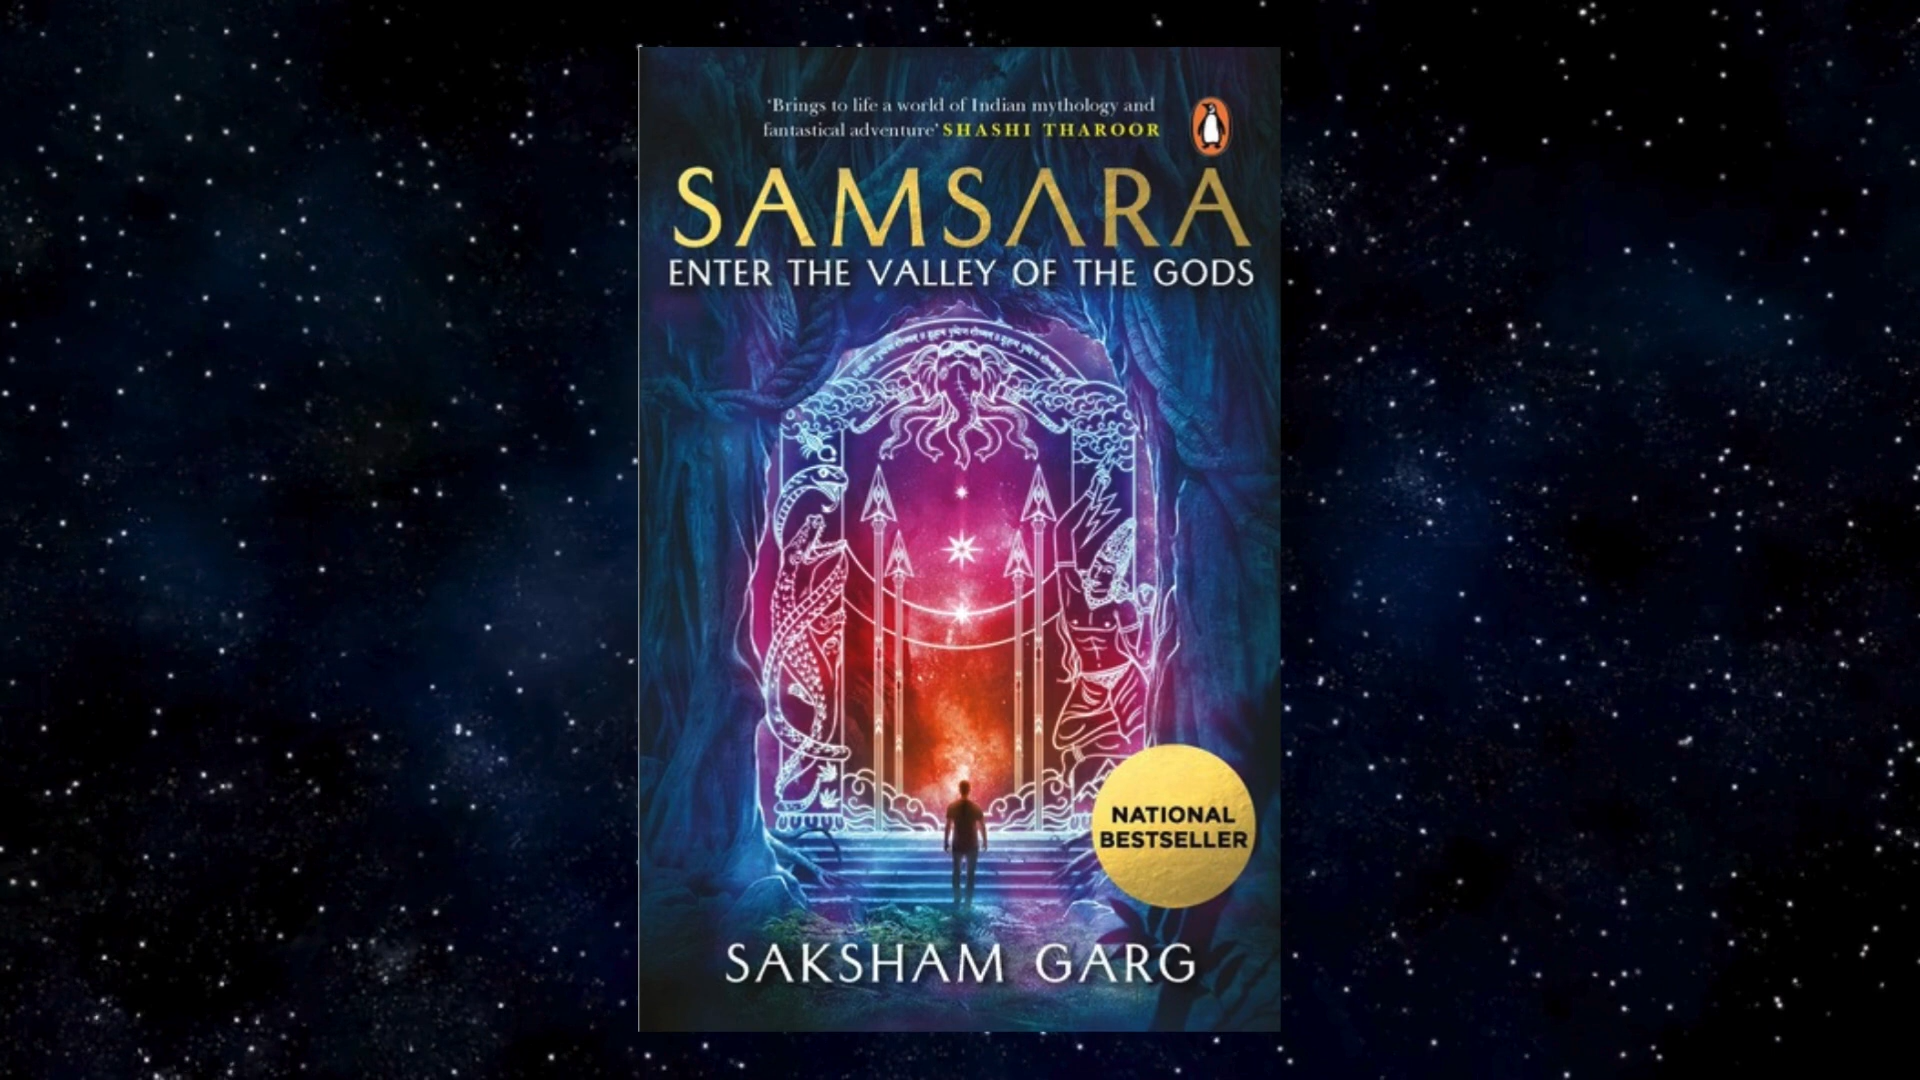 ‘Brings to life a world of Indian mythology and
fantastical adventure’ SHASHI THAROOR
SAMSARA
ENTER THE VALLEY OF THE GODS
NATIONAL
BESTSELLER
SAKSHAM GARG